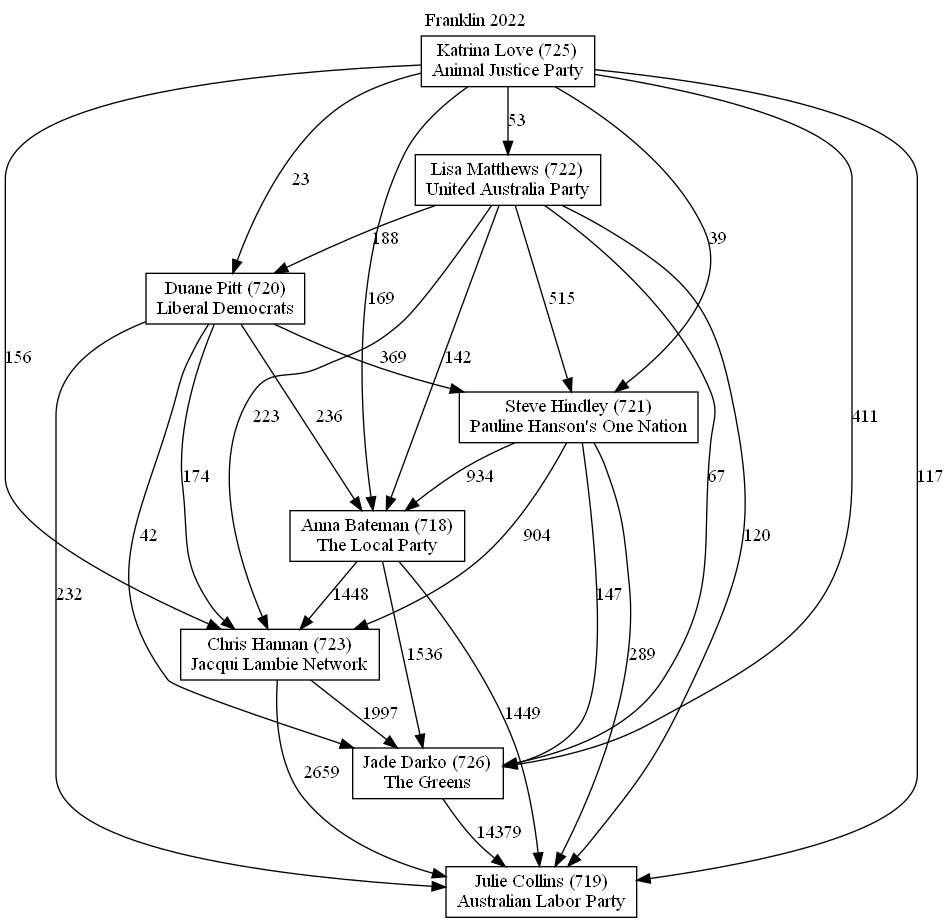 Franklin 2022
Katrina Love (725)
Animal Justice Party
53
Lisa Matthews (722)
United Australia Party
23
188
39
Duane Pitt (720)
Liberal Democrats
169
515
156
369
142
Steve Hindley (721)
Pauline Hanson's One Nation
223
236
411
174
934
67
117
Anna Bateman (718)
The Local Party
42
904
120
232
1448
147
Chris Hannan (723)
Jacqui Lambie Network
1536
289
1997
1449
2659
Jade Darko (726)
The Greens
14379
Julie Collins (719)
Australian Labor Party